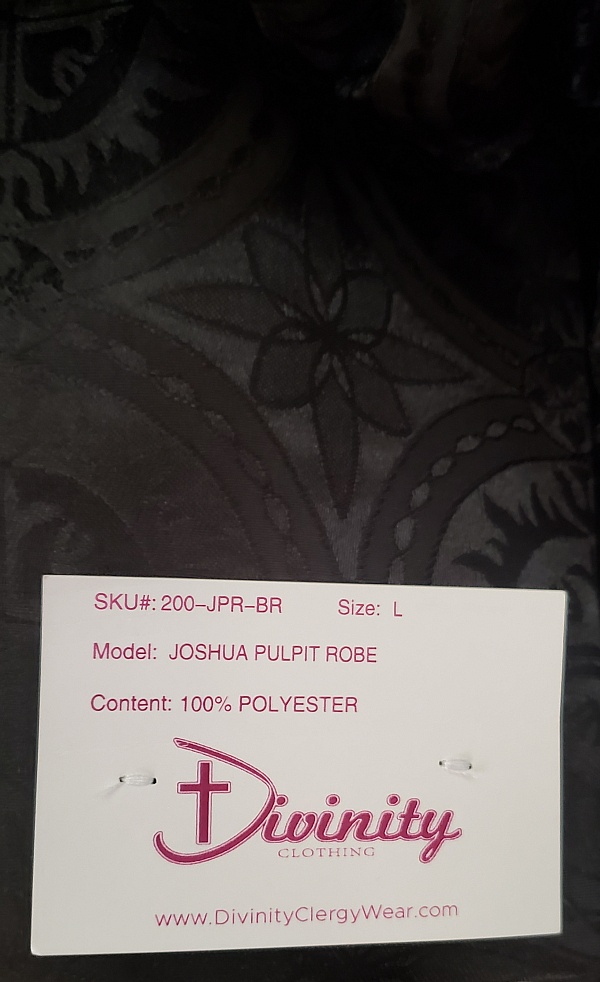 SKU#: 200-JPR-BR Size: L
Model: JOSHUA PULPIT ROBE
Content: 100% POLYESTER
Divinity
CLOTHING
www.DivinityClergyWear.com